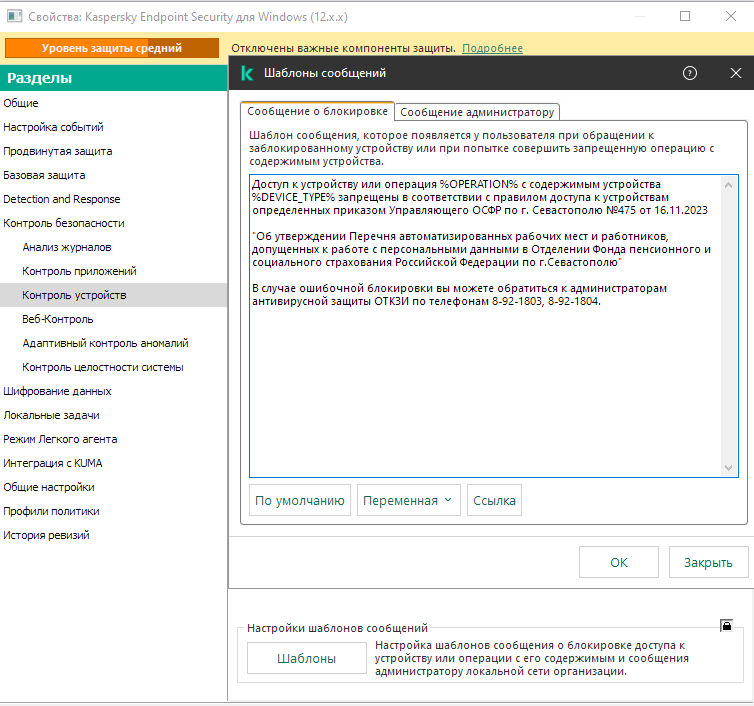 Свойства: Kaspersky Endpoint Security для Windows (12.x.x)
Уровень защиты средний
Отключены важные компоненты защиты. Подробнее
Разделы
Общие
Настройка событий
Продвинутая защита
Базовая защита
Detection and Response
Контроль безопасности
Анализ журналов
Контроль приложений
Контроль устройств
Веб-Контроль
Адаптивный контроль аномалий
Контроль целостности системы
Шифрование данных
Локальные задачи
Режим Легкого агента
Интеграция с KUMA
Общие настройки
Профили политики
История ревизий
Шаблоны сообщений
Сообщение о блокировке
Сообщение администратору
Шаблон сообщения, которое появляется у пользователя при обращении к
заблокированному устройству или при попытке совершить запрещенную операцию с
содержимым устройства.
Доступ к устройству или операция %OPERATION% с содержимым устройства
%DEVICE_TYPE% запрещены в соответствии с правилом доступа к устройствам
определенных приказом Управляющего ОСФР по г. Севастополю №475 от 16.11.2023
"Об утверждении Перечня автоматизированных рабочих мест и работников,
допущенных к работе с персональными данными в Отделении Фонда пенсионного и
социального страхования Российской Федерации по г.Севастополю"
В случае ошибочной блокировки вы можете обратиться к администраторам
антивирусной защиты ОТКЗИ по телефонам 8-92-1803, 8-92-1804.
По умолчанию
Переменная
Ссылка
ОК
Закрыть
Настройки шаблонов сообщений
Шаблоны
Настройка шаблонов сообщения о блокировке доступа к
устройству или операции с его содержимым и сообщения
администратору локальной сети организации.